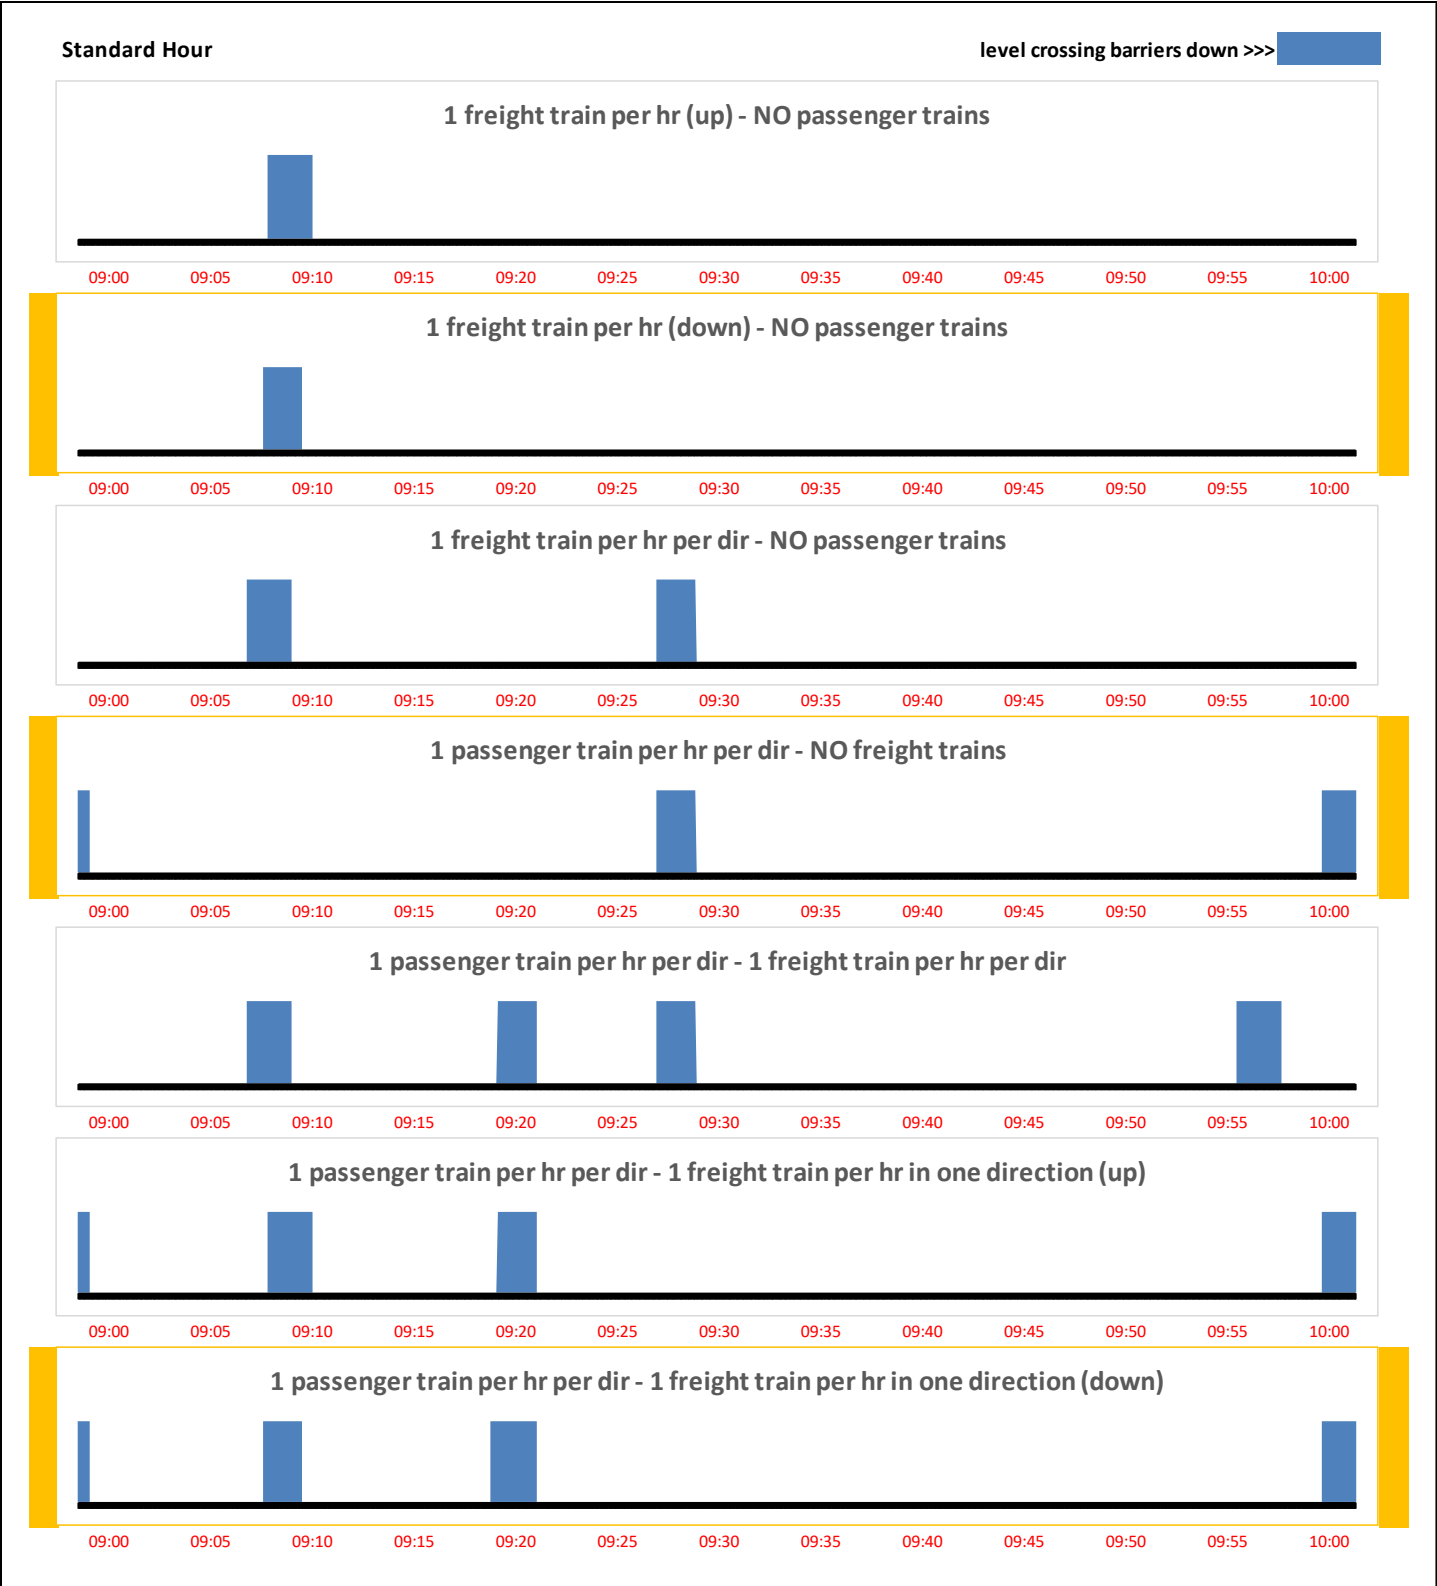 Standard Hour
level crossing barriers down >>>
1 freight train per hr (up) - NO passenger trains
09:00 09:05 09:10 09:15 09:20 09:25 09:30 09:35 09:40 09:45 09:50 09:55 10:00
1 freight train per hr (down) - NO passenger trains
09:00 09:05 09:10 09:15 09:20 09:25 09:30 09:35 09:40 09:45 09:50 09:55 10:00
1 freight train per hr per dir - NO passenger trains
09:00 09:05 09:10 09:15 09:20 09:25 09:30 09:35 09:40 09:45 09:50 09:55 10:00
1 passenger train per hr per dir - NO freight trains
09:00 09:05 09:10 09:15 09:20 09:25 09:30 09:35 09:40 09:45 09:50 09:55 10:00
1 passenger train per hr per dir - 1 freight train per hr per dir
09:00 09:05 09:10 09:15 09:20 09:25 09:30 09:35 09:40 09:45 09:50 09:55 10:00
1 passenger train per hr per dir - 1 freight train per hr in one direction (up)
09:00 09:05 09:10 09:15 09:20 09:25 09:30 09:35 09:40 09:45 09:50 09:55 10:00
1 passenger train per hr per dir - 1 freight train per hr in one direction (down)
09:00 09:05 09:10 09:15 09:20 09:25 09:30 09:35 09:40 09:45 09:50 09:55 10:00